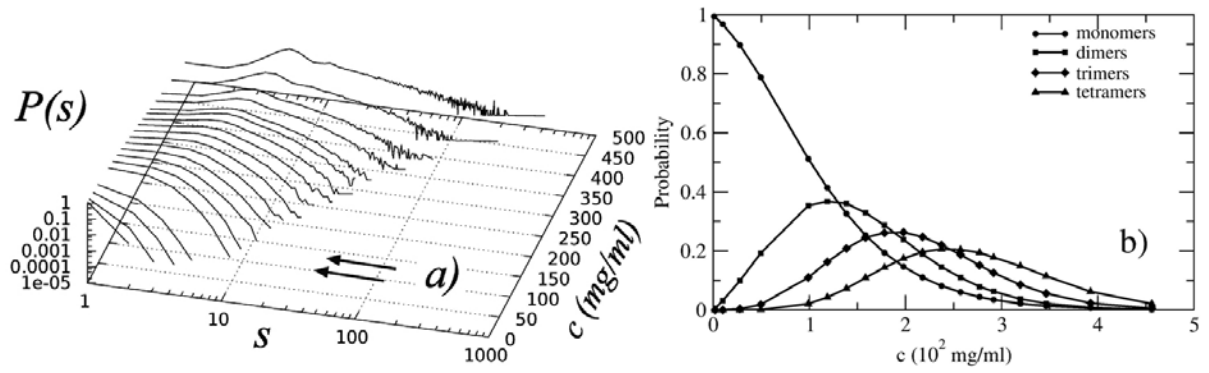 P(s)
1
0.1
0.01
0.001
0.0001
1e-05
1
10
100
1000
s
a)
0
50
100
150
200
250
300
350
400
450
500
c (mg/ml)
1
0.8
0.6
0.4
0.2
0
Probability
monomers
dimers
trimers
tetramers
b)
0 1 2 3 4 5
c (10² mg/ml)